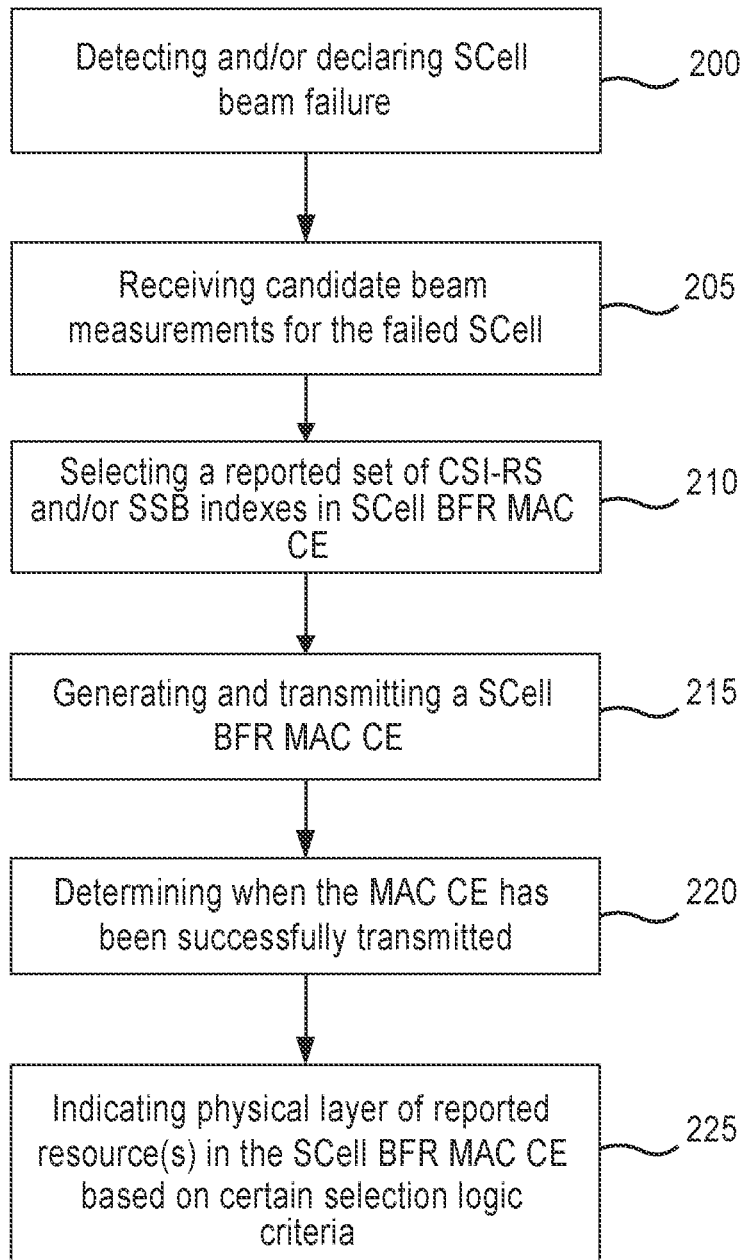 Detecting and/or declaring SCell
beam failure
200
Receiving candidate beam
measurements for the failed SCell
205
Selecting a reported set of CSI-RS
and/or SSB indexes in SCell BFR MAC
CE
210
Generating and transmitting a SCell
BFR MAC CE
215
Determining when the MAC CE has
been successfully transmitted
220
Indicating physical layer of reported
resource(s) in the SCell BFR MAC CE
based on certain selection logic
criteria
225